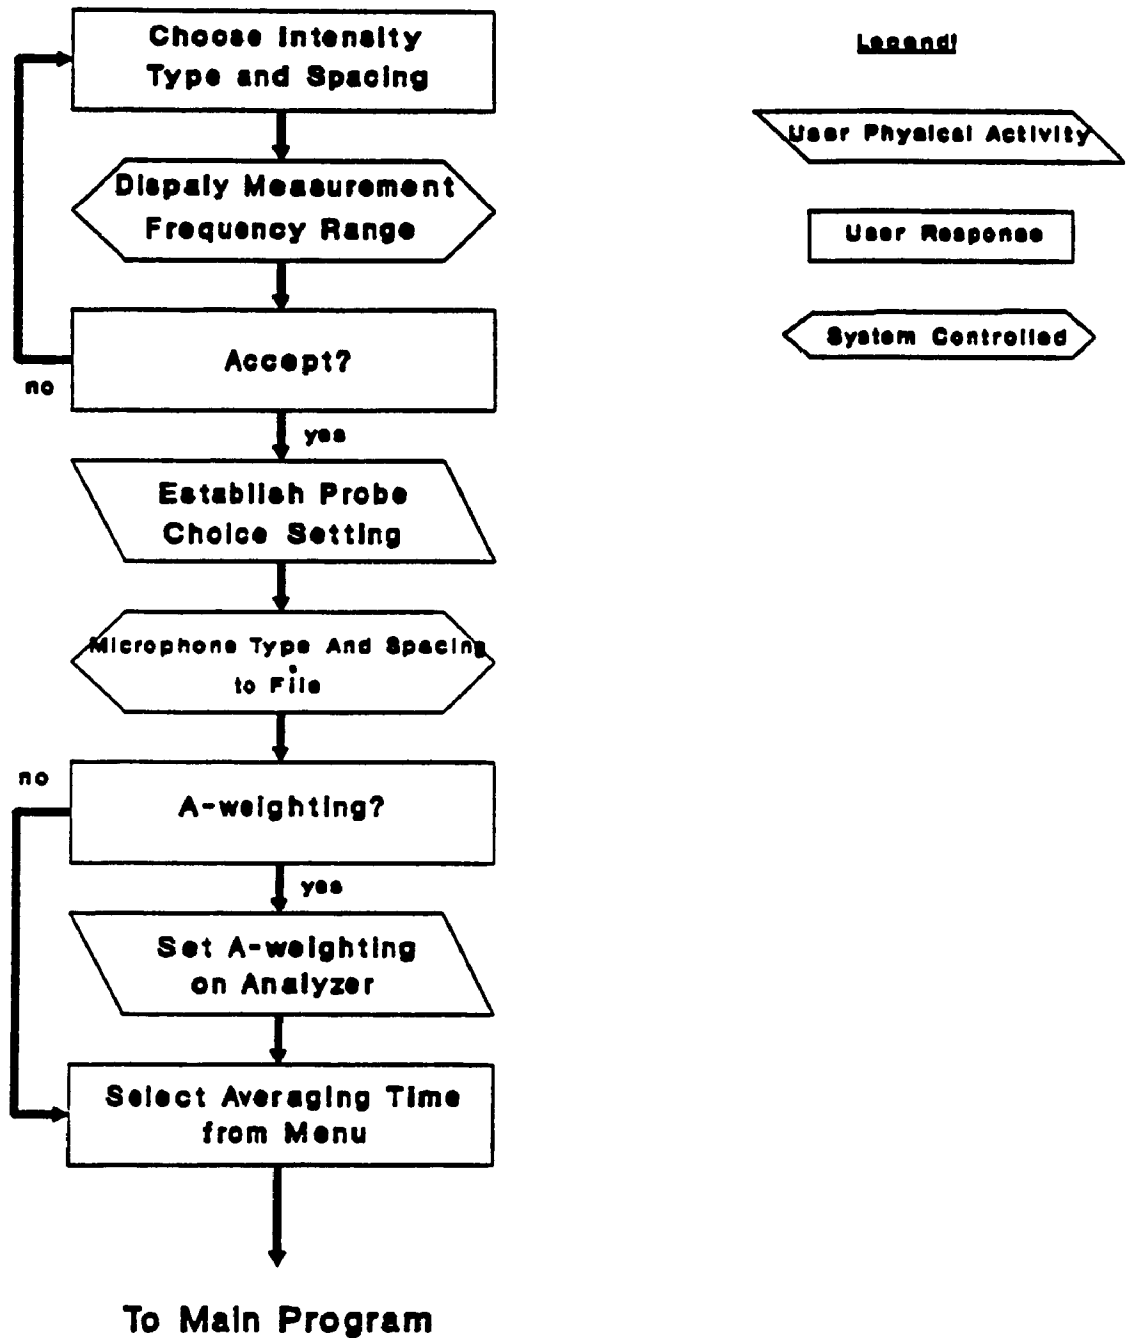 Choose Intensity
Type and Spacing
Dispaly Measurement
Frequency Range
Accept?
no
yes
Establish Probe
Choice Setting
Microphone Type And Spacing
to File
no
A-weighting?
yes
Set A-weighting
on Analyzer
Select Averaging Time
from Menu
To Main Program
Legend:
User Physical Activity
User Response
System Controlled